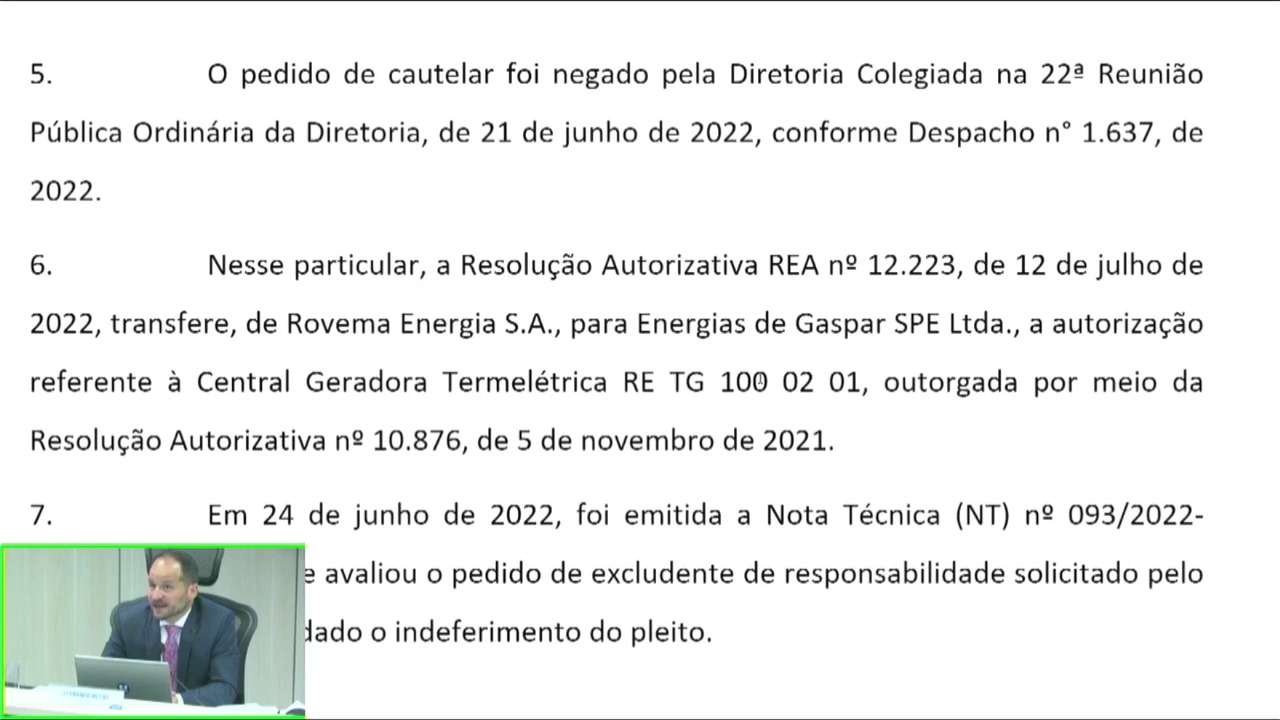 5. O pedido de cautelar foi negado pela Diretoria Colegiada na 22ª Reunião
Pública Ordinária da Diretoria, de 21 de junho de 2022, conforme Despacho n° 1.637, de
2022.
6. Nesse particular, a Resolução Autorizativa REA nº 12.223, de 12 de julho de
2022, transfere, de Rovema Energia S.A., para Energias de Gaspar SPE Ltda., a autorização
referente à Central Geradora Termelétrica RE TG 100 02 01, outorgada por meio da
Resolução Autorizativa nº 10.876, de 5 de novembro de 2021.
7. Em 24 de junho de 2022, foi emitida a Nota Técnica (NT) nº 093/2022-
e avaliou o pedido de excludente de responsabilidade solicitado pelo
dado o indeferimento do pleito.